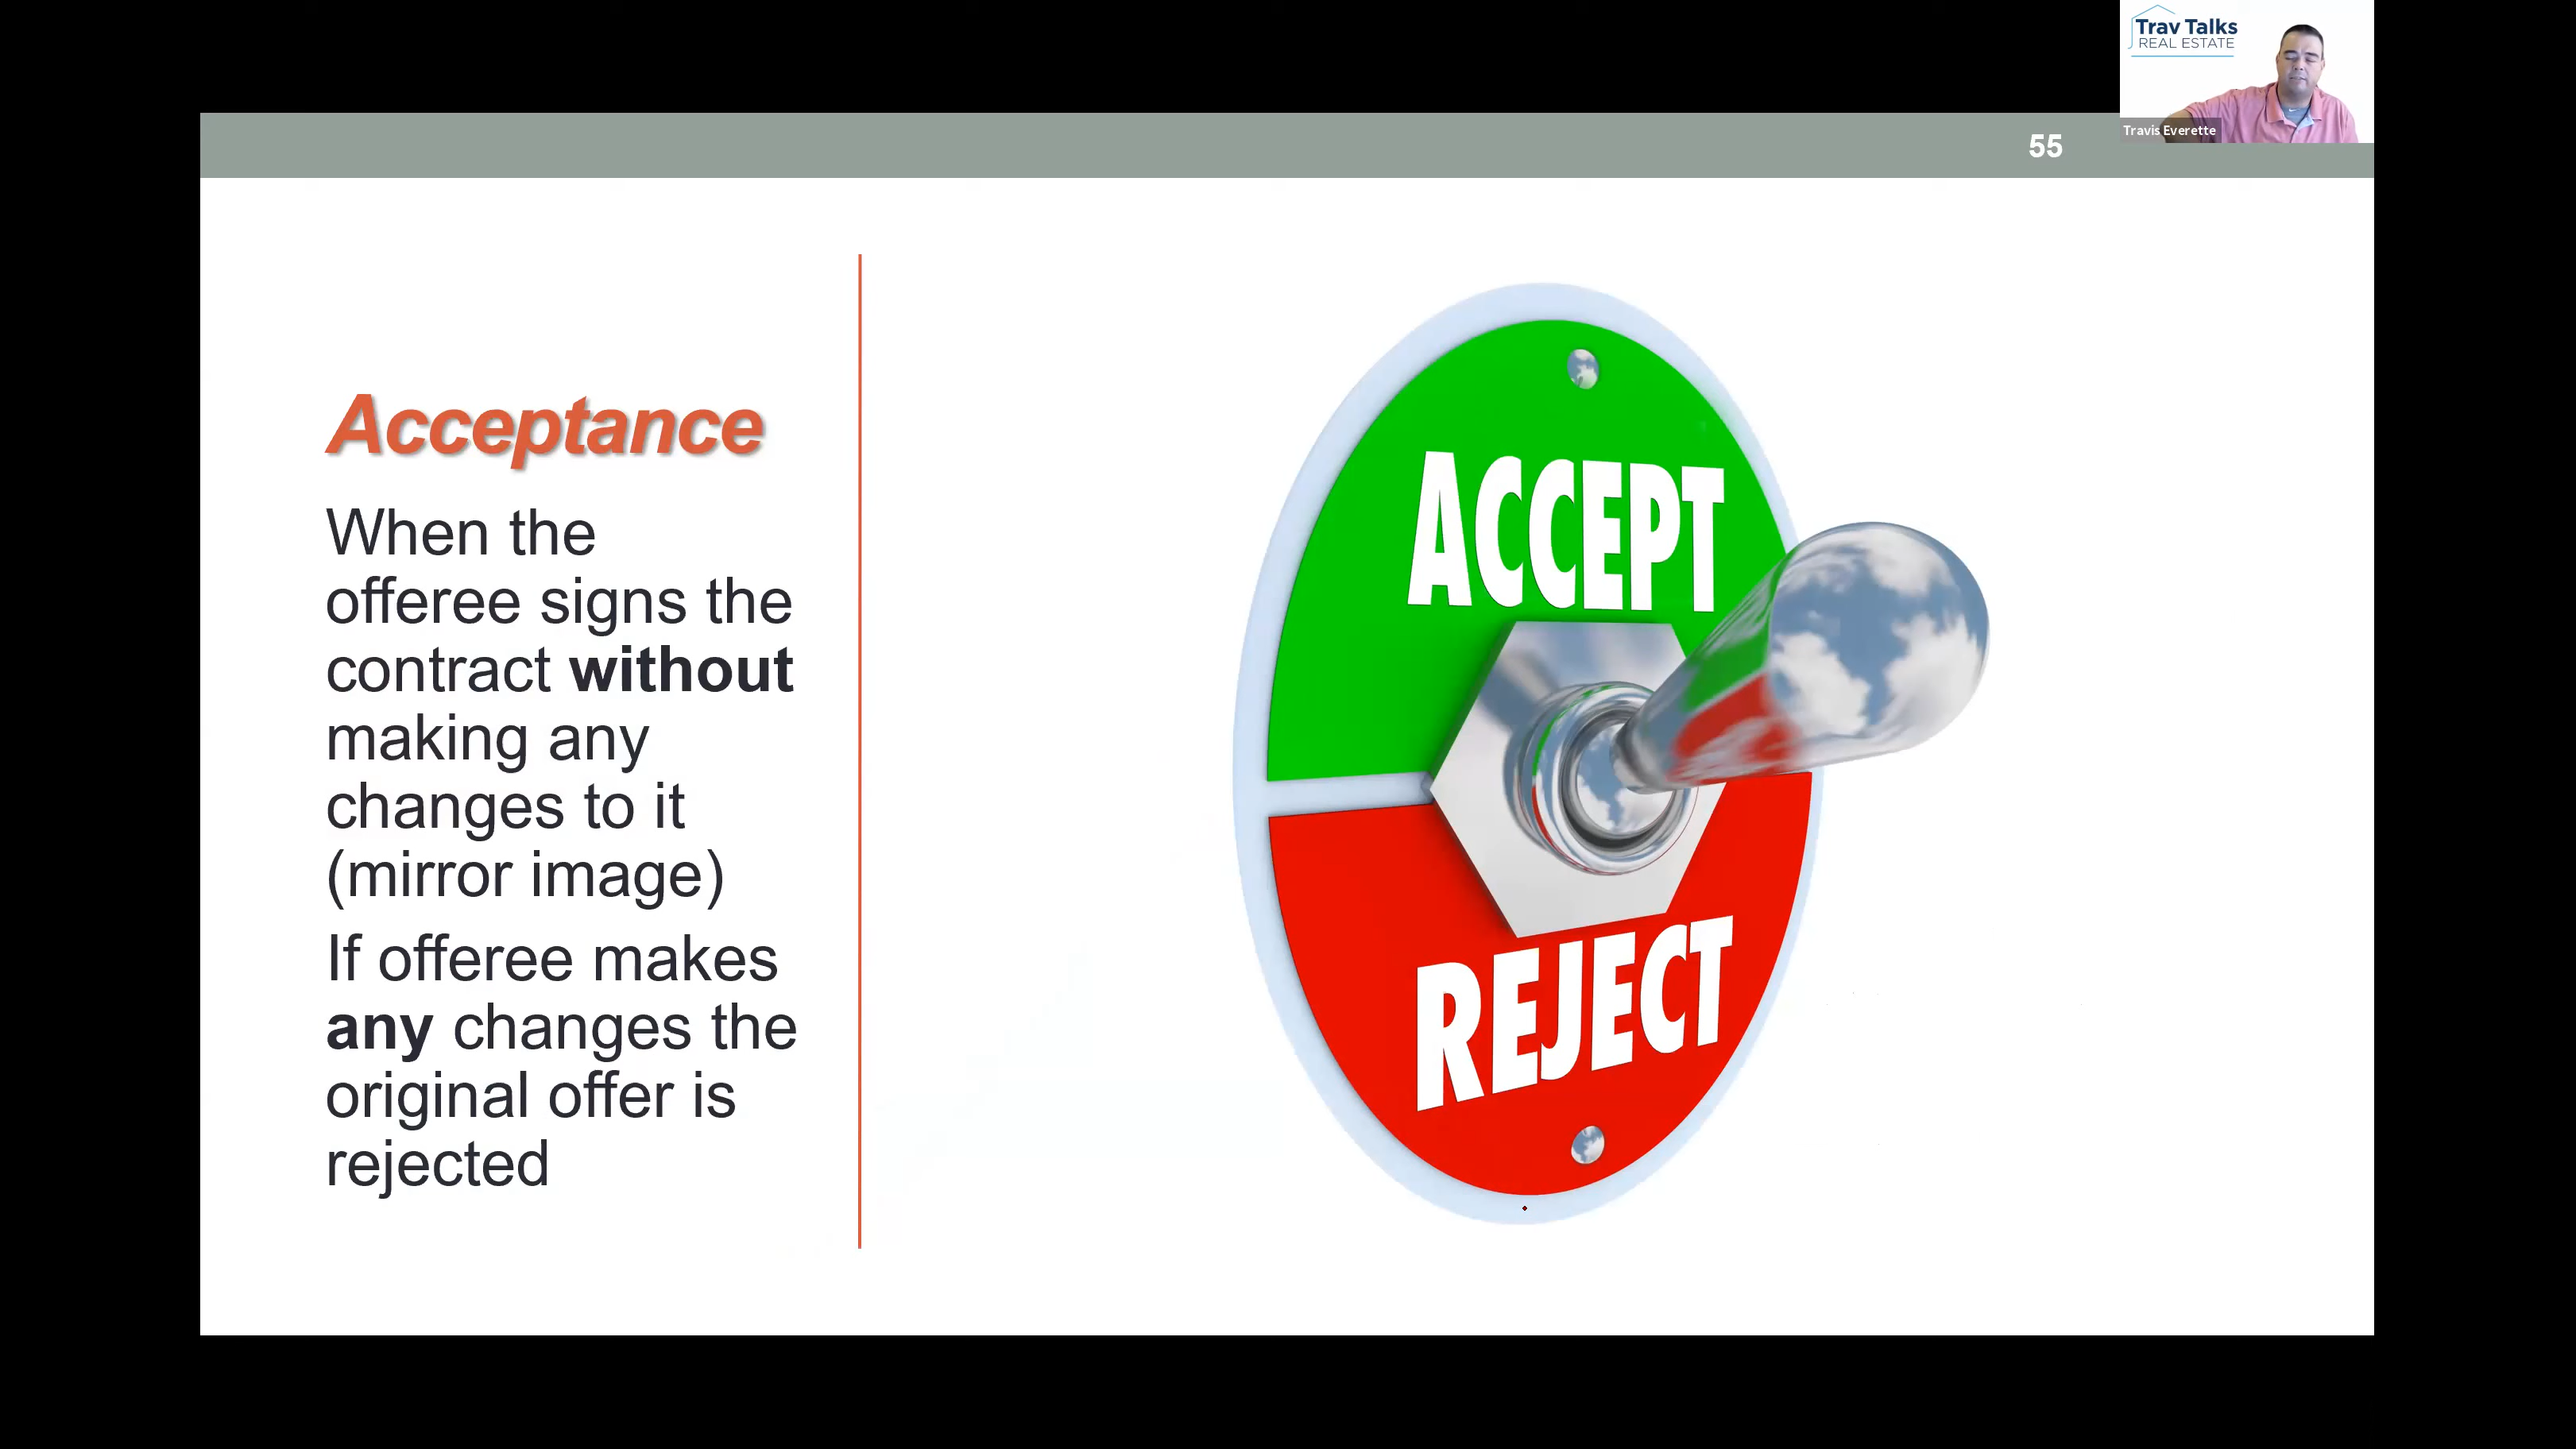 Trav Talks
REAL ESTATE
Travis Everette
55
Acceptance
When the
offeree signs the
contract without
making any
changes to it
(mirror image)
If offeree makes
any changes the
original offer is
rejected
ACCEPT
REJECT